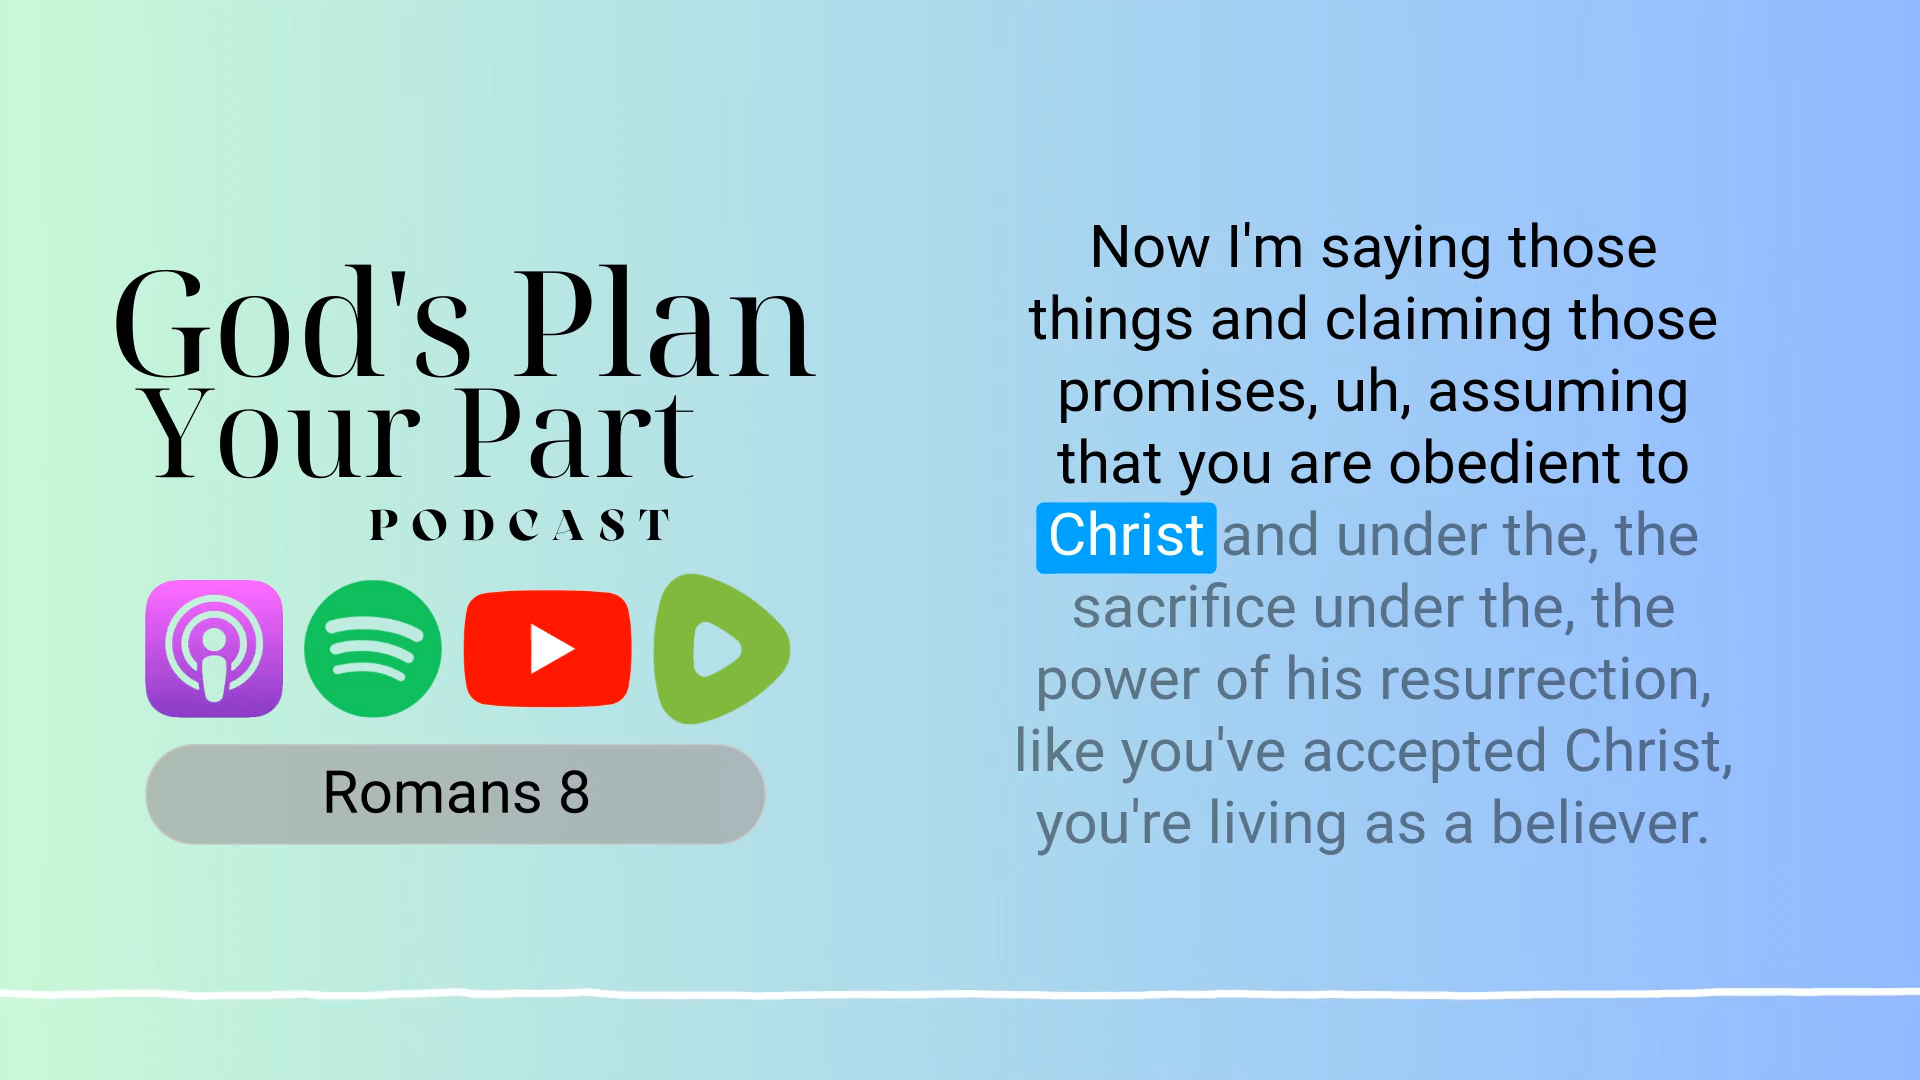 God's Plan
Your Part
PODCAST
Romans 8
Now I'm saying those
things and claiming those
promises, uh, assuming
that you are obedient to
Christ and under the, the
sacrifice under the, the
power of his resurrection,
like you've accepted Christ,
you're living as a believer.